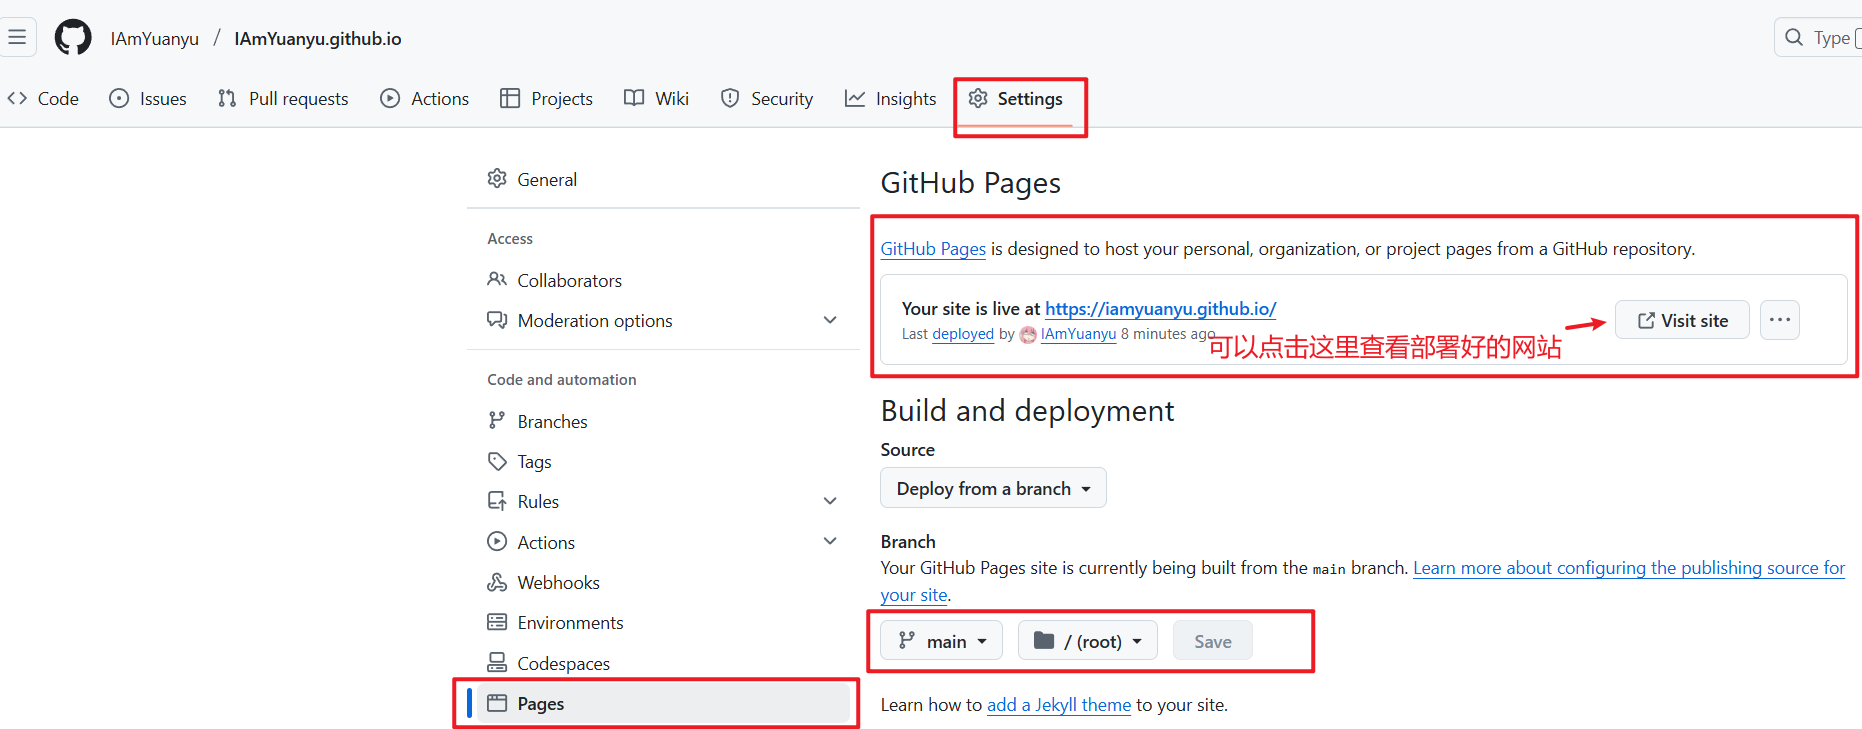 IAmYuanyu / IAmYuanyu.github.io
Type
Code Issues Pull requests Actions Projects Wiki Security Insights Settings
General
Access
Collaborators
Moderation options
Code and automation
Branches
Tags
Rules
Actions
Webhooks
Environments
Codespaces
Pages
GitHub Pages
GitHub Pages is designed to host your personal, organization, or project pages from a GitHub repository.
Your site is live at https://iamyuanyu.github.io/
Last deployed by IAmYuanyu 8 minutes ago
可以点击这里查看部署好的网站
Visit site
Build and deployment
Source
Deploy from a branch
Branch
Your GitHub Pages site is currently being built from the main branch. Learn more about configuring the publishing source for
your site.
main / (root) Save
Learn how to add a Jekyll theme to your site.